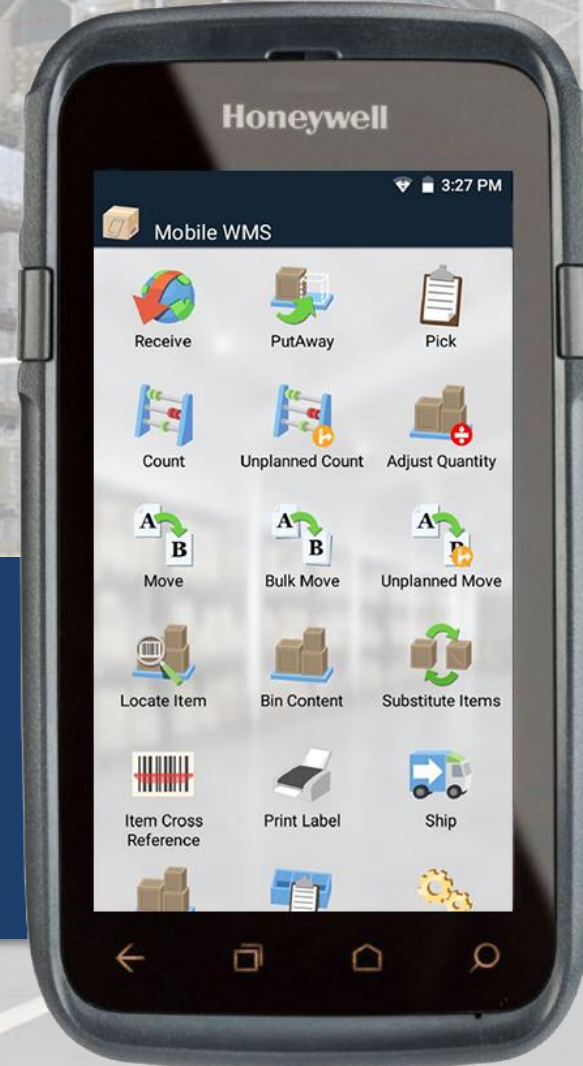 Honeywell
3:27 PM
Mobile WMS
Receive
PutAway
Pick
Count
Unplanned Count
Adjust Quantity
A
B
Move
A
B
Bulk Move
A
Unplanned Move
Locate Item
Bin Content
Substitute Items
Item Cross
Reference
Print Label
Ship